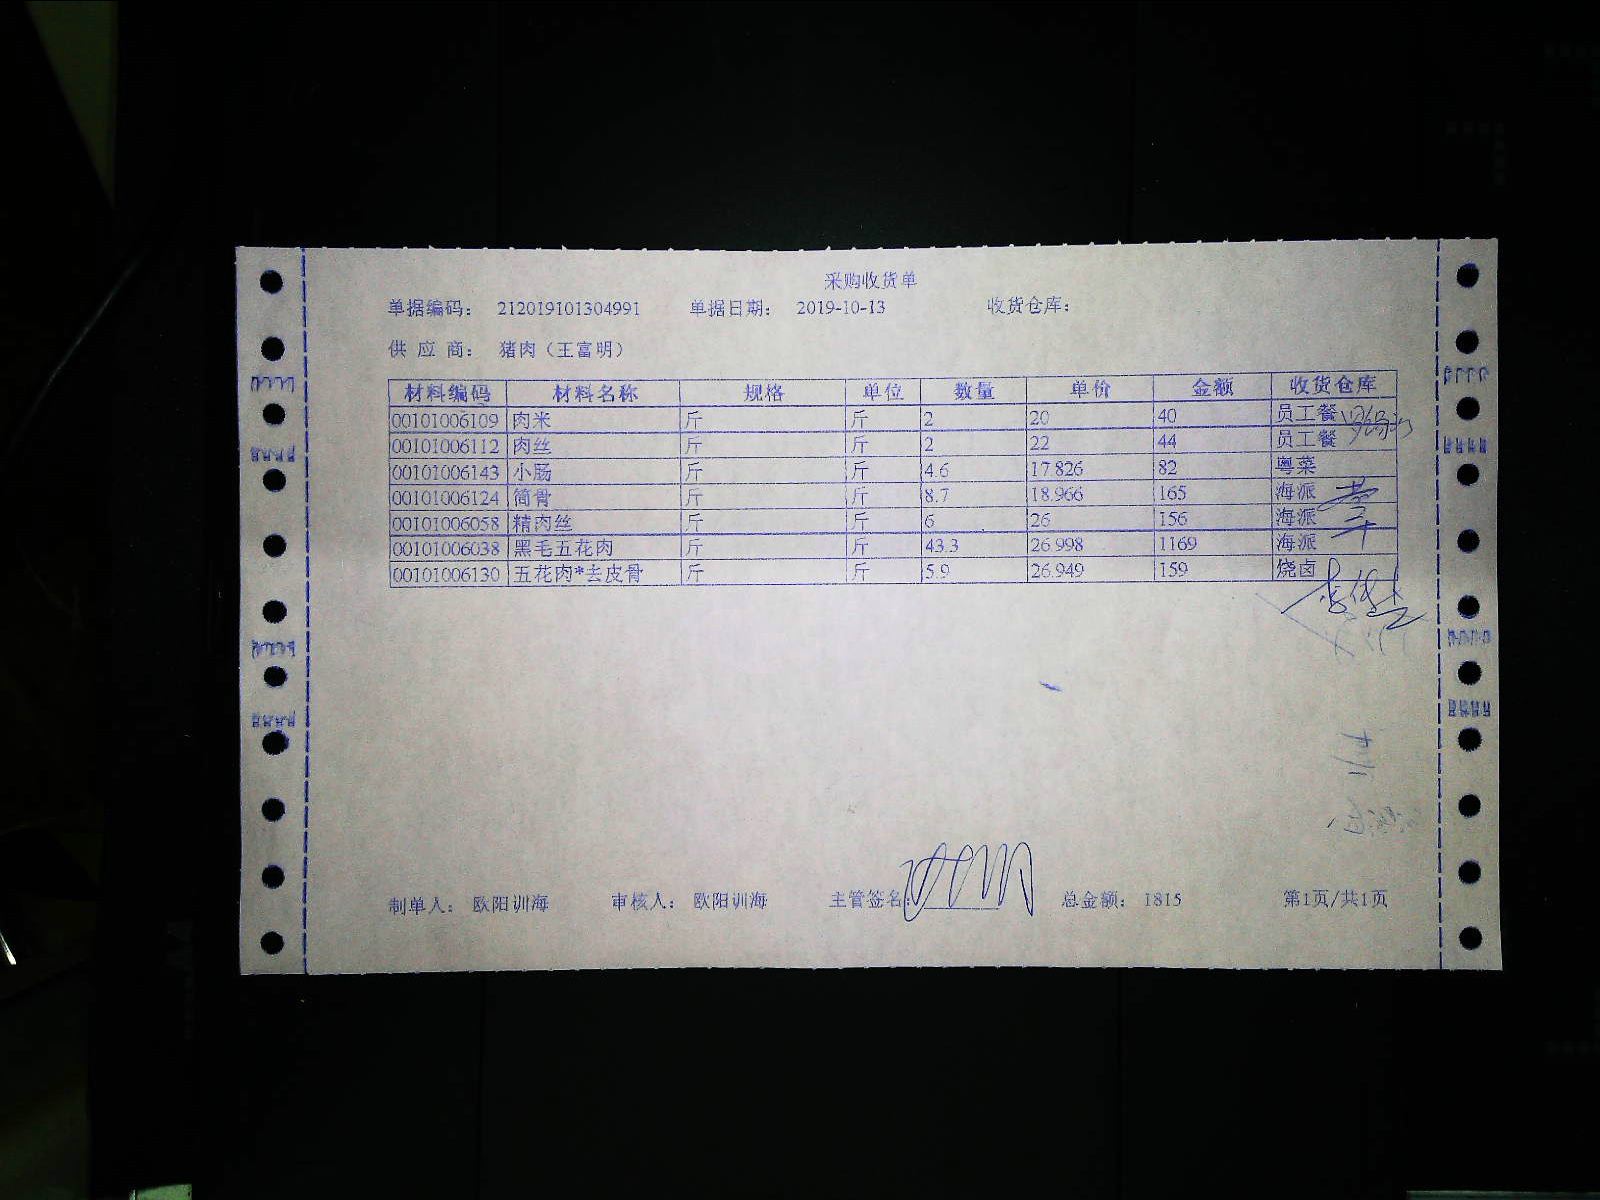 采购收货单
单据编码： 212019101304991 单据日期： 2019-10-13 收货仓库：
供 应 商： 猪肉（王富明）
材料编码 材料名称 规格 单位 数量 单价 金额 收货仓库
00101006109 肉米 斤 斤 2 20 40 员工餐
00101006112 肉丝 斤 斤 2 22 44 员工餐
00101006143 小肠 斤 斤 4.6 17.826 82 粤菜
00101006124 筒骨 斤 斤 8.7 18.966 165 海派
00101006058 精肉丝 斤 斤 6 26 156 海派
00101006038 黑毛五花肉 斤 斤 43.3 26.998 1169 海派
00101006130 五花肉*去皮骨 斤 斤 5.9 26.949 159 烧卤
制单人： 欧阳训海 审核人： 欧阳训海 主管签名： 总金额： 1815 第1页/共1页